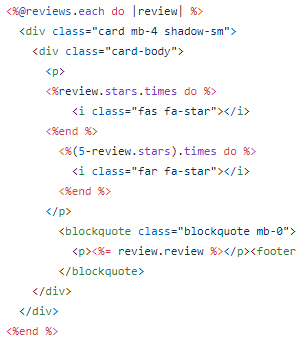 <%@reviews.each do |review| %>
<div class="card mb-4 shadow-sm">
<div class="card-body">
<p>
<%review.stars.times do %>
<i class="fas fa-star"></i>
<%end %>
<%(5-review.stars).times do %>
<i class="far fa-star"></i>
<%end %>
</p>
<blockquote class="blockquote mb-0">
<p><%= review.review %></p><footer
</blockquote>
</div>
</div>
<%end %>